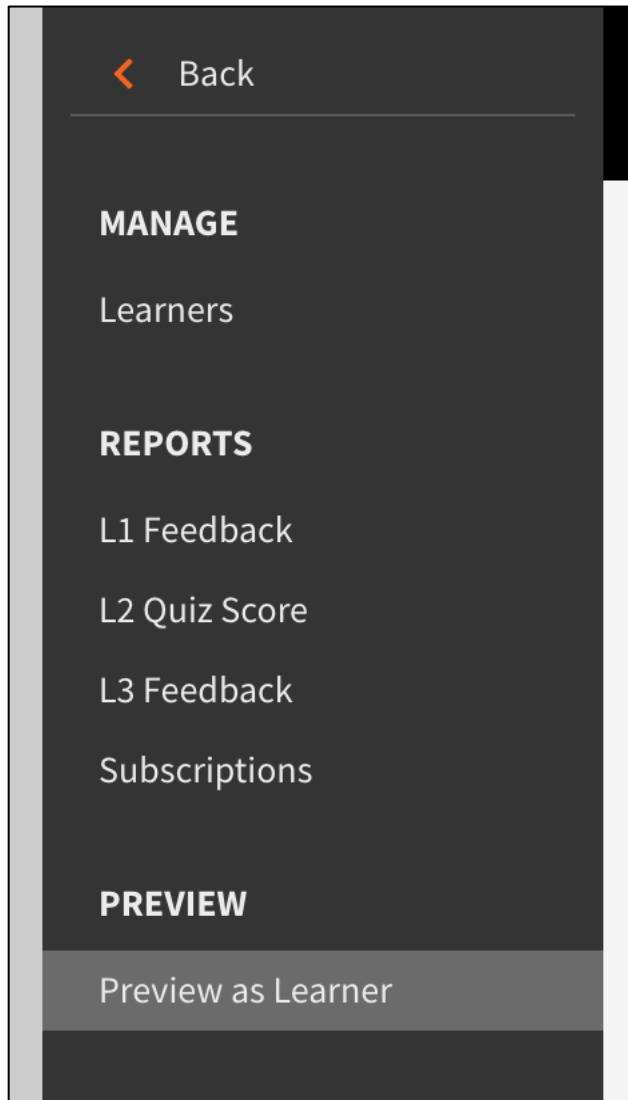 Back
MANAGE
Learners
REPORTS
L1 Feedback
L2 Quiz Score
L3 Feedback
Subscriptions
PREVIEW
Preview as Learner